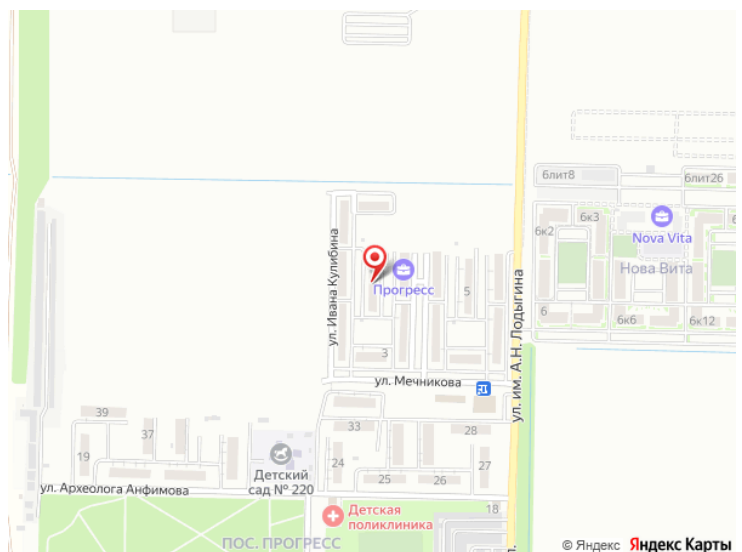 6лит8
6лит26
6к3
6к2
Nova Vita
Нова Вита
ул. Ивана Кулибина
Прогресс
5
ул. им. А.Н. Лодыгина
6
6к6
6к12
3
ул. Мечникова
39
37
33
28
19
24
Детский
сад № 220
25
26
27
ул. Археолога Анфимова
Детская
поликлиника
18
ПОС. ПРОГРЕСС
© Яндекс Яндекс Карты